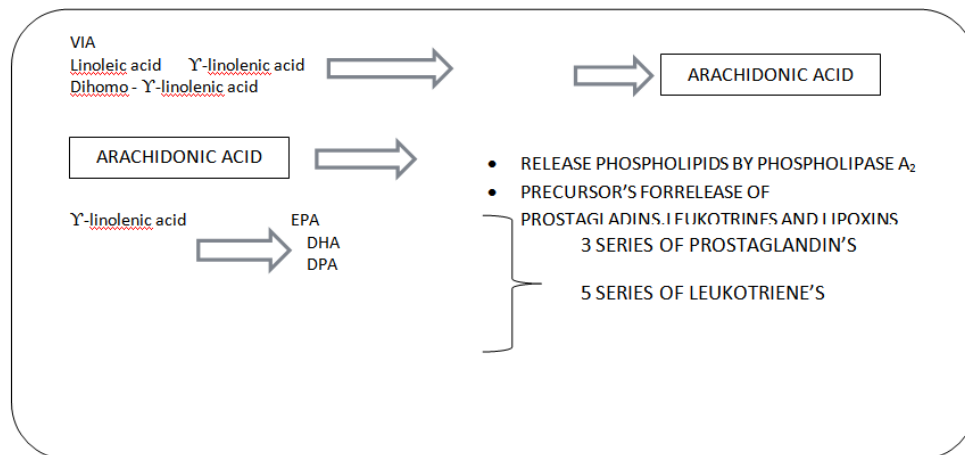 VIA
Linoleic acid ϒ-linolenic acid
Dihomo - ϒ-linolenic acid
ARACHIDONIC ACID
ARACHIDONIC ACID
• RELEASE PHOSPHOLIPIDS BY PHOSPHOLIPASE A₂
• PRECURSOR’S FORRELEASE OF
PROSTAGLADINS,LEUKOTRINES AND LIPOXINS
ϒ-linolenic acid
EPA
DHA
DPA
3 SERIES OF PROSTAGLANDIN’S
5 SERIES OF LEUKOTRIENE’S